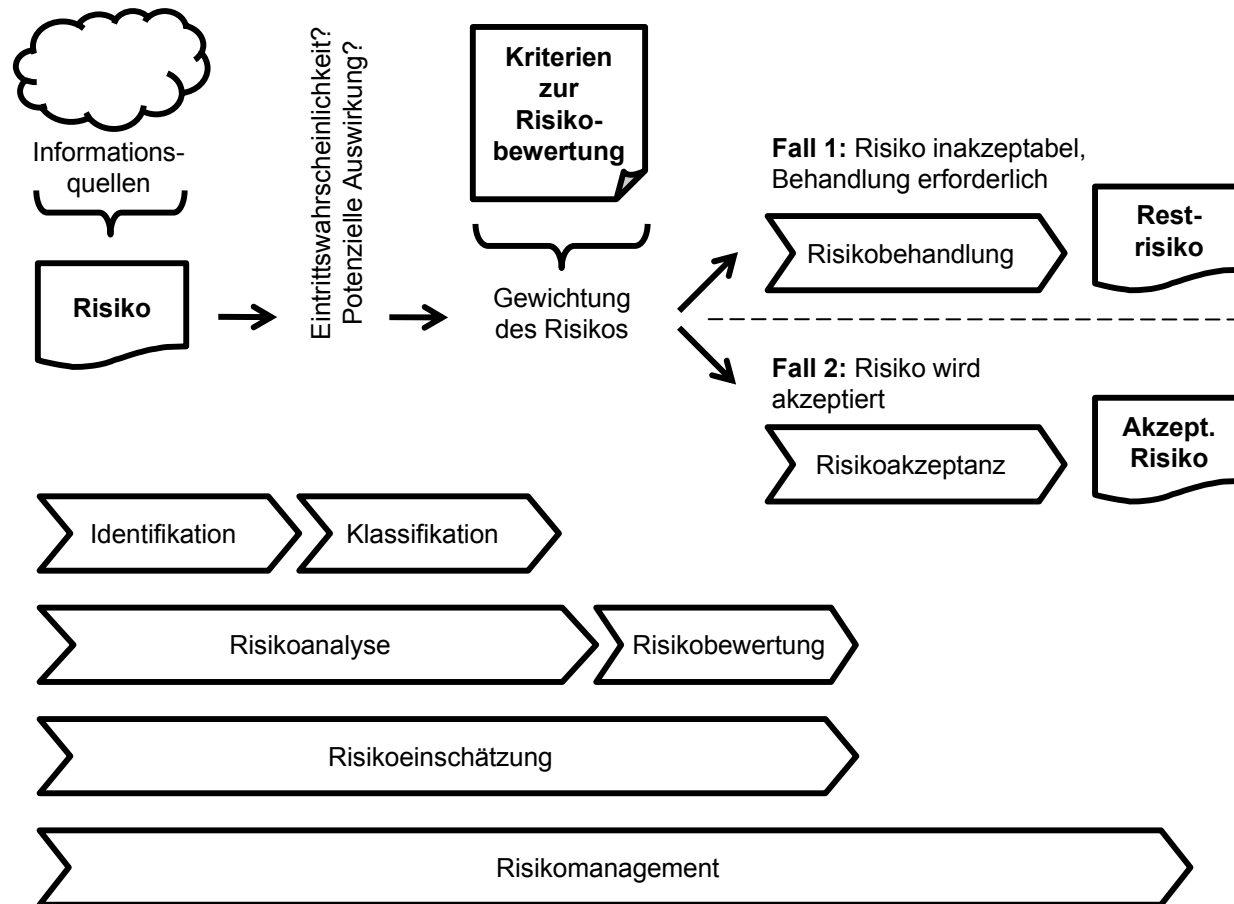 Informations-
quellen
Risiko
Eintrittswahrscheinlichkeit?
Potenzielle Auswirkung?
Kriterien
zur
Risiko-
bewertung
Gewichtung
des Risikos
Fall 1: Risiko inakzeptabel,
Behandlung erforderlich
Risikobehandlung
Rest-
risiko
Fall 2: Risiko wird
akzeptiert
Risikoakzeptanz
Akzept.
Risiko
Identifikation
Klassifikation
Risikoanalyse
Risikobewertung
Risikoeinschätzung
Risikomanagement